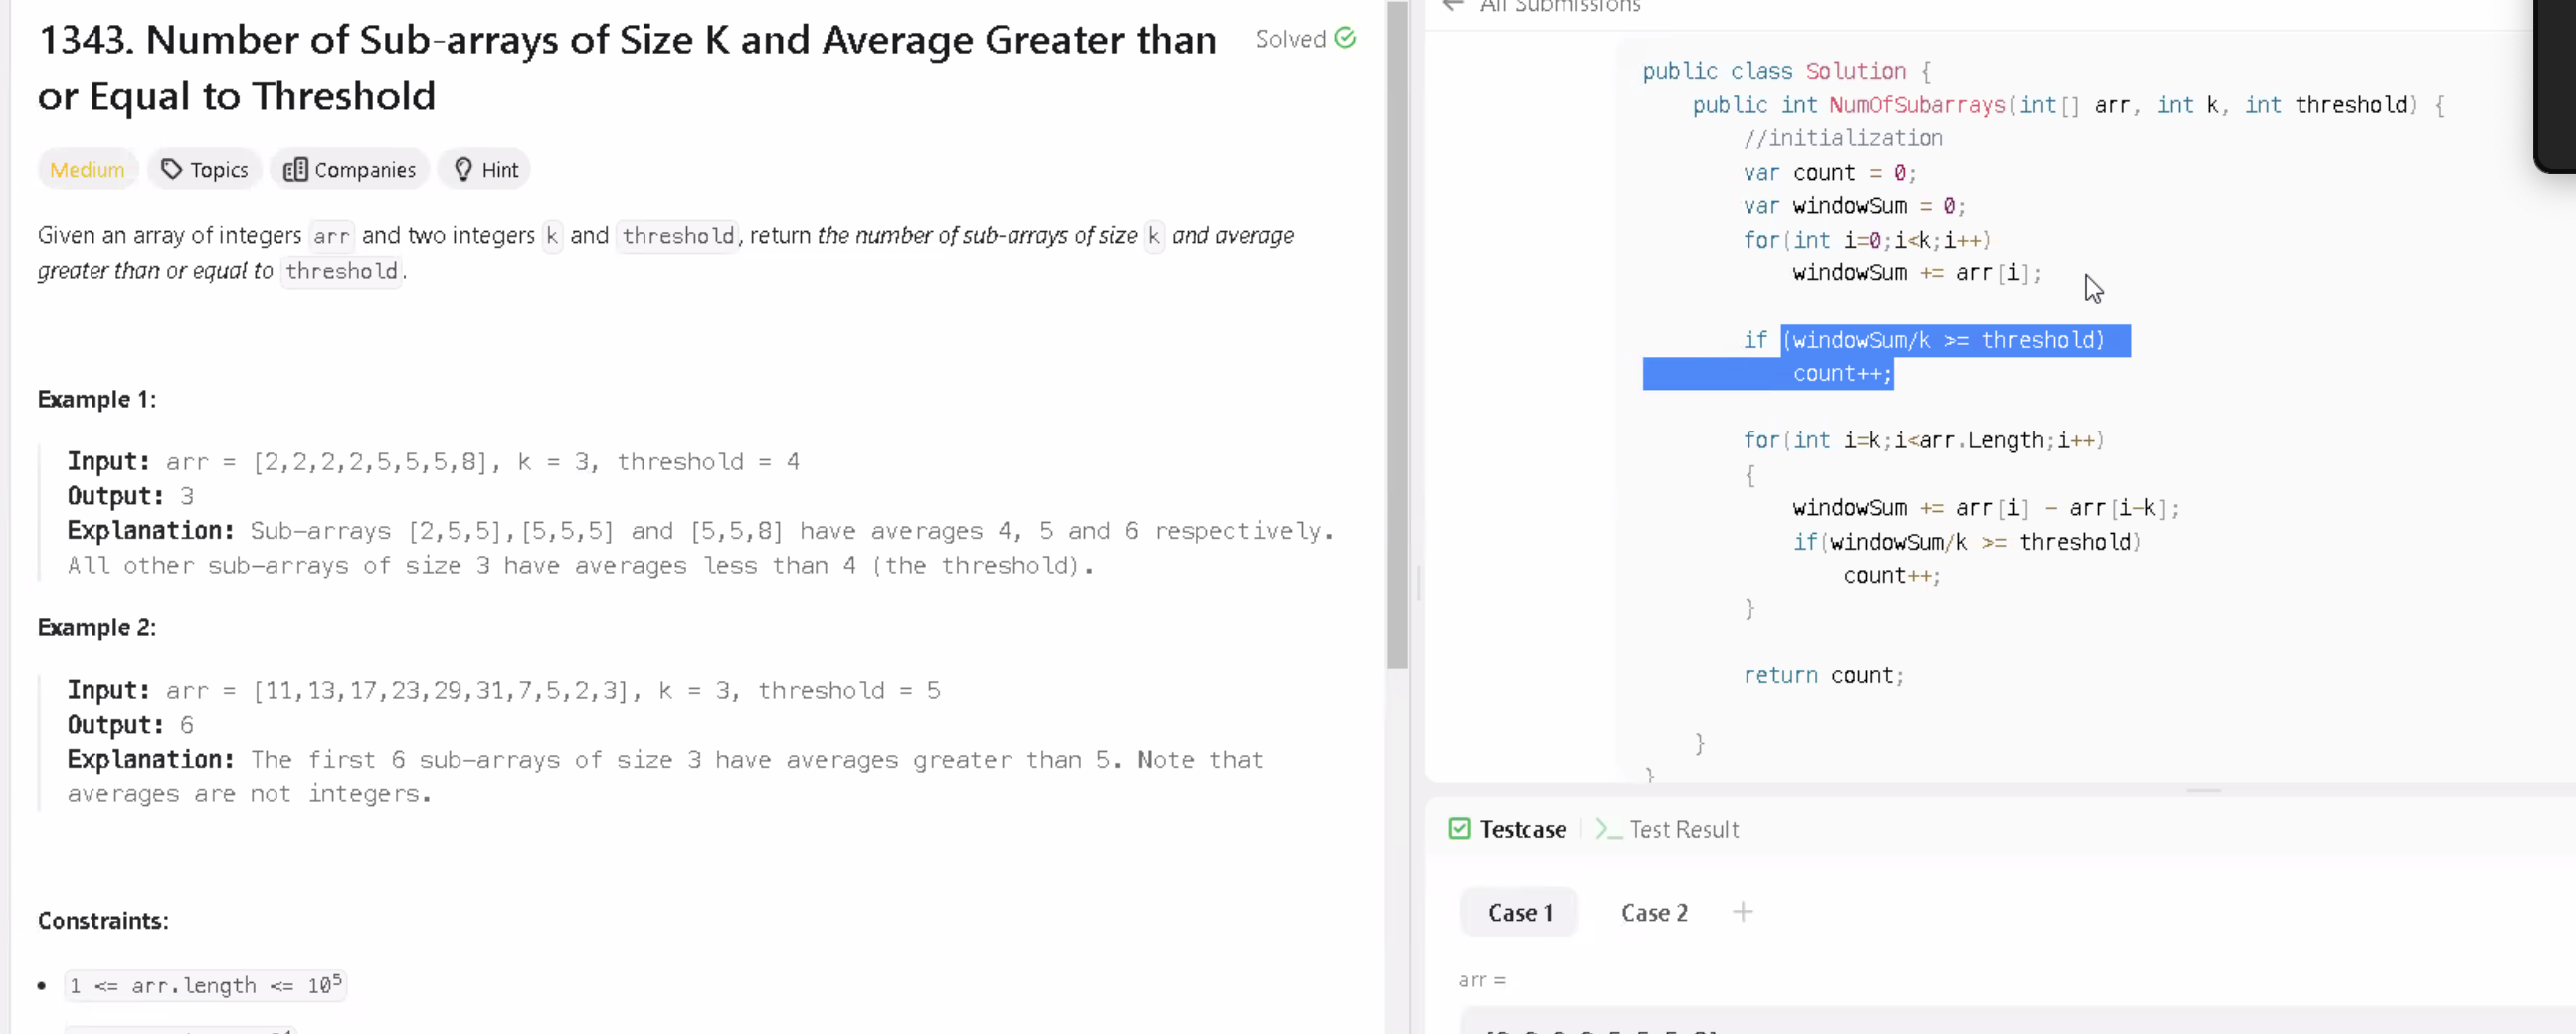 1343. Number of Sub-arrays of Size K and Average Greater than
or Equal to Threshold
Solved
Medium
Topics
Companies
Hint
Given an array of integers arr and two integers k and threshold, return the number of sub-arrays of size k and average
greater than or equal to threshold.
Example 1:
Input: arr = [2,2,2,2,5,5,5,8], k = 3, threshold = 4
Output: 3
Explanation: Sub-arrays [2,5,5],[5,5,5] and [5,5,8] have averages 4, 5 and 6 respectively.
All other sub-arrays of size 3 have averages less than 4 (the threshold).
Example 2:
Input: arr = [11,13,17,23,29,31,7,5,2,3], k = 3, threshold = 5
Output: 6
Explanation: The first 6 sub-arrays of size 3 have averages greater than 5. Note that
averages are not integers.
Constraints:
• 1 <= arr.length <= 10⁵
All Submissions
public class Solution {
public int NumOfSubarrays(int[] arr, int k, int threshold) {
//initialization
var count = 0;
var windowSum = 0;
for(int i=0;i<k;i++)
windowSum += arr[i];
if (windowSum/k >= threshold)
count++;
for(int i=k;i<arr.Length;i++)
{
windowSum += arr[i] - arr[i-k];
if(windowSum/k >= threshold)
count++;
}
return count;
}
}
Testcase
Test Result
Case 1
Case 2
+
arr =